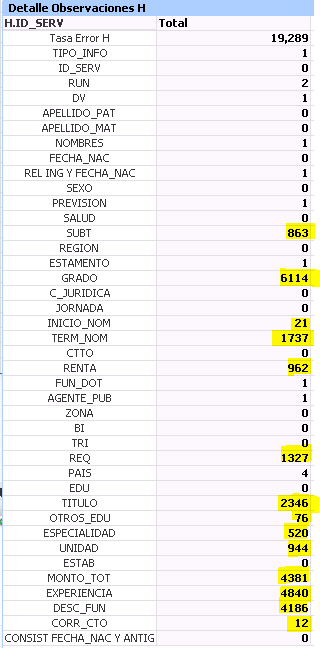 Detalle Observaciones H
H.ID_SERV Total
Tasa Error H 19,289
TIPO_INFO 1
ID_SERV 0
RUN 2
DV 1
APELLIDO_PAT 0
APELLIDO_MAT 0
NOMBRES 1
FECHA_NAC 0
REL ING Y FECHA_NAC 1
SEXO 0
PREVISION 1
SALUD 0
SUBT 863
REGION 0
ESTAMENTO 1
GRADO 6114
C_JURIDICA 0
JORNADA 0
INICIO_NOM 21
TERM_NOM 1737
CTTO 0
RENTA 962
FUN_DOT 1
AGENTE_PUB 1
ZONA 0
BI 0
TRI 0
REQ 1327
PAIS 4
EDU 0
TITULO 2346
OTROS_EDU 76
ESPECIALIDAD 520
UNIDAD 944
ESTAB 0
MONTO_TOT 4381
EXPERIENCIA 4840
DESC_FUN 4186
CORR_CTO 12
CONSIST FECHA_NAC Y ANTIG 0